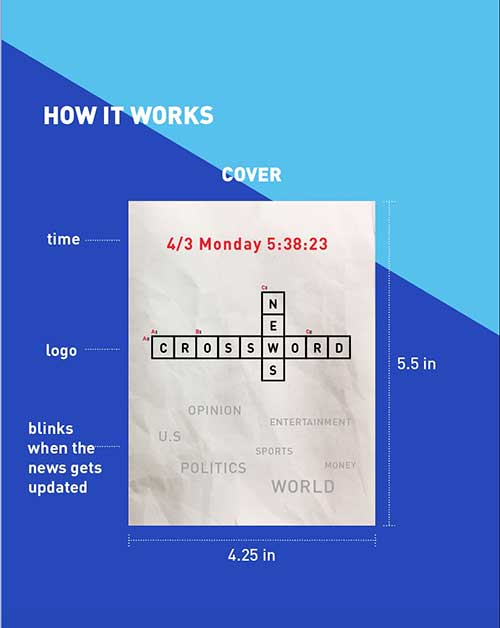 HOW IT WORKS
COVER
time
4/3 Monday 5:38:23
logo
NEWS
CROSSWORD
5.5 in
blinks
when the
news gets
updated
OPINION
ENTERTAINMENT
U.S
SPORTS
POLITICS
MONEY
WORLD
4.25 in